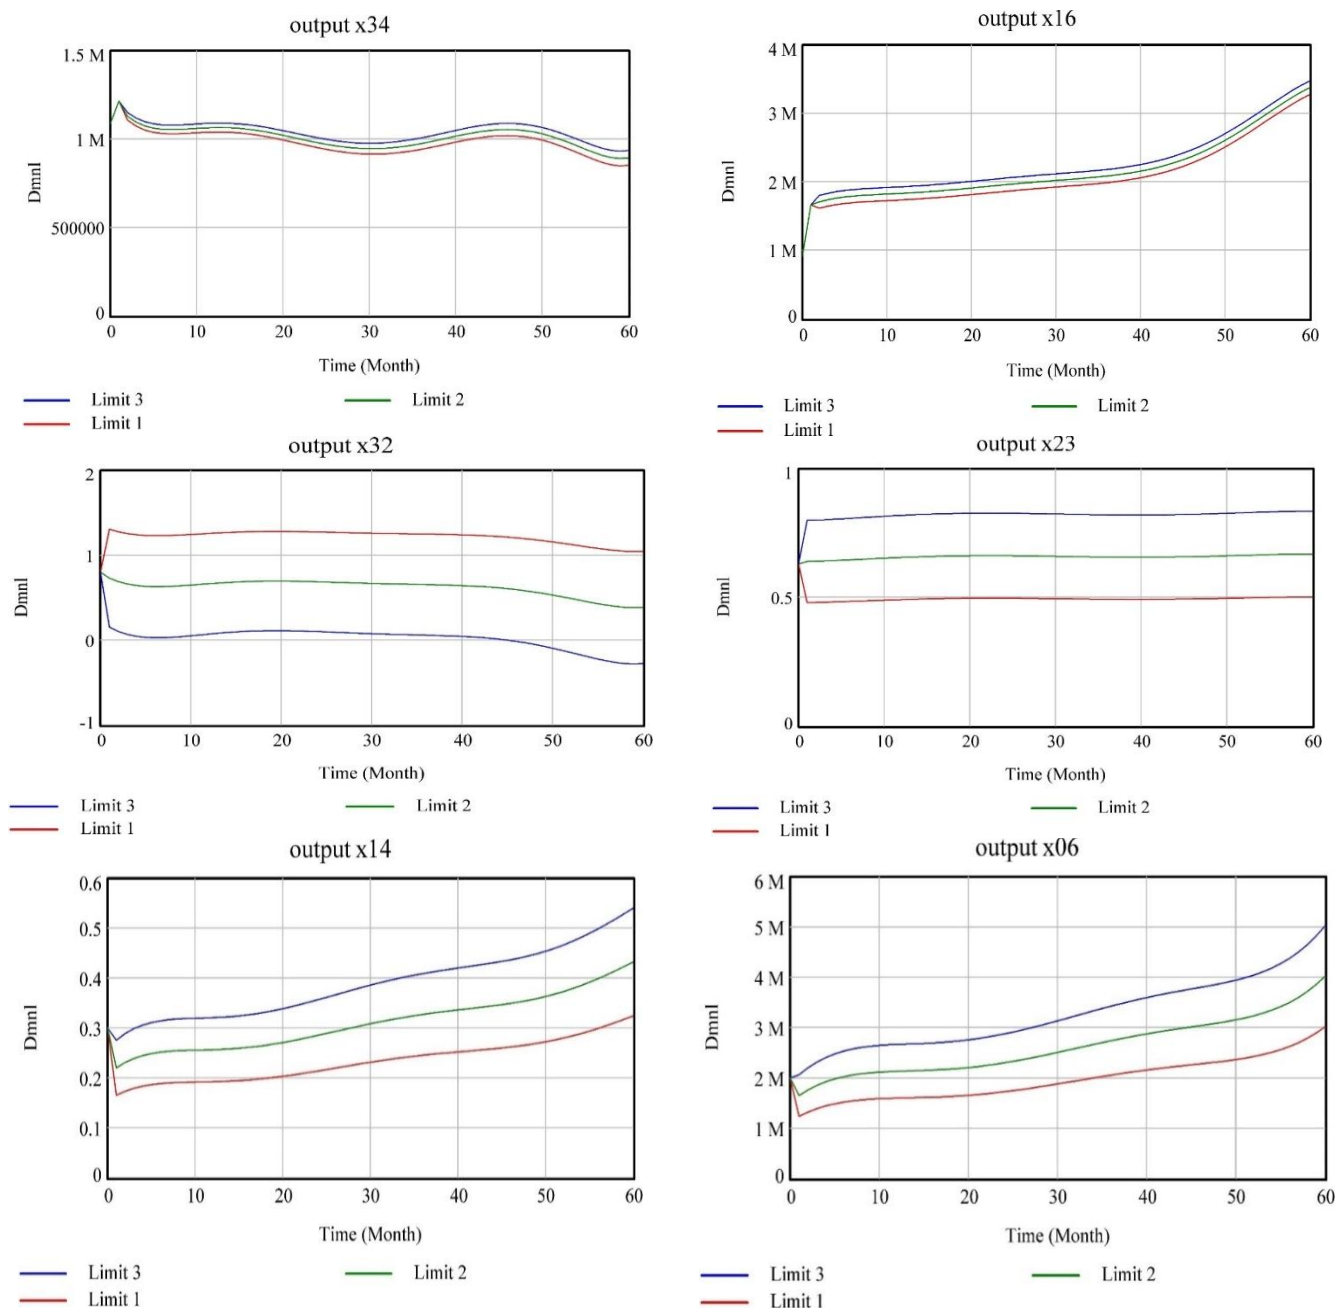 output x34
1.5 M
1 M
500000
0
Dmnl
0 10 20 30 40 50 60
Time (Month)
Limit 3 Limit 2
Limit 1
output x16
4 M
3 M
2 M
1 M
0
Dmnl
0 10 20 30 40 50 60
Time (Month)
Limit 3 Limit 2
Limit 1
output x32
2
1
0
-1
Dmnl
0 10 20 30 40 50 60
Time (Month)
Limit 3 Limit 2
Limit 1
output x23
1
0.5
0
Dmnl
0 10 20 30 40 50 60
Time (Month)
Limit 3 Limit 2
Limit 1
output x14
0.6
0.5
0.4
0.3
0.2
0.1
0
Dmnl
0 10 20 30 40 50 60
Time (Month)
Limit 3 Limit 2
Limit 1
output x06
6 M
5 M
4 M
3 M
2 M
1 M
0
Dmnl
0 10 20 30 40 50 60
Time (Month)
Limit 3 Limit 2
Limit 1